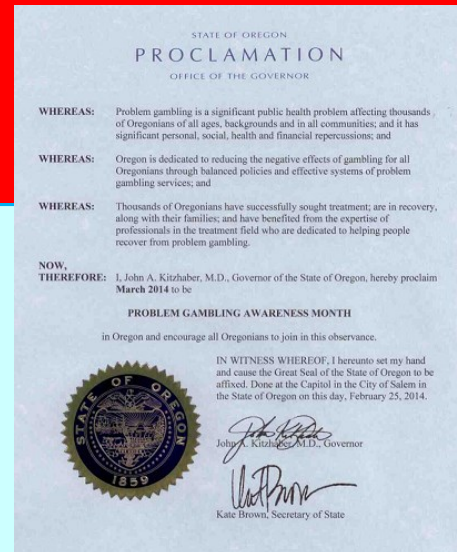 STATE OF OREGON
PROCLAMATION
OFFICE OF THE GOVERNOR
WHEREAS: Problem gambling is a significant public health problem affecting thousands
of Oregonians of all ages, backgrounds and in all communities; and it has
significant personal, social, health and financial repercussions; and
WHEREAS: Oregon is dedicated to reducing the negative effects of gambling for all
Oregonians through balanced policies and effective systems of problem
gambling services; and
WHEREAS: Thousands of Oregonians have successfully sought treatment; are in recovery,
along with their families; and have benefited from the expertise of
professionals in the treatment field who are dedicated to helping people
recover from problem gambling.
NOW,
THEREFORE: I, John A. Kitzhaber, M.D., Governor of the State of Oregon, hereby proclaim
March 2014 to be
PROBLEM GAMBLING AWARENESS MONTH
in Oregon and encourage all Oregonians to join in this observance.
IN WITNESS WHEREOF, I hereunto set my hand
and cause the Great Seal of the State of Oregon to be
affixed. Done at the Capitol in the City of Salem in
the State of Oregon on this day, February 25, 2014.
STATE OF OREGON
1859
John A. Kitzhaber, M.D., Governor
Kate Brown, Secretary of State